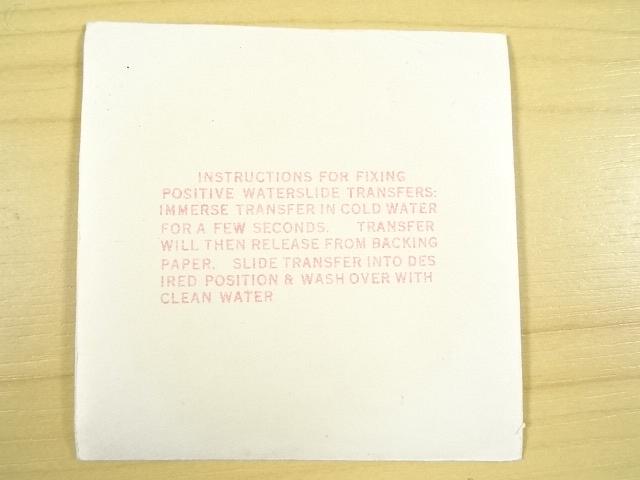 INSTRUCTIONS FOR FIXING
POSITIVE WATERSLIDE TRANSFERS:
IMMERSE TRANSFER IN COLD WATER
FOR A FEW SECONDS. TRANSFER
WILL THEN RELEASE FROM BACKING
PAPER. SLIDE TRANSFER INTO DES
IRED POSITION & WASH OVER WITH
CLEAN WATER